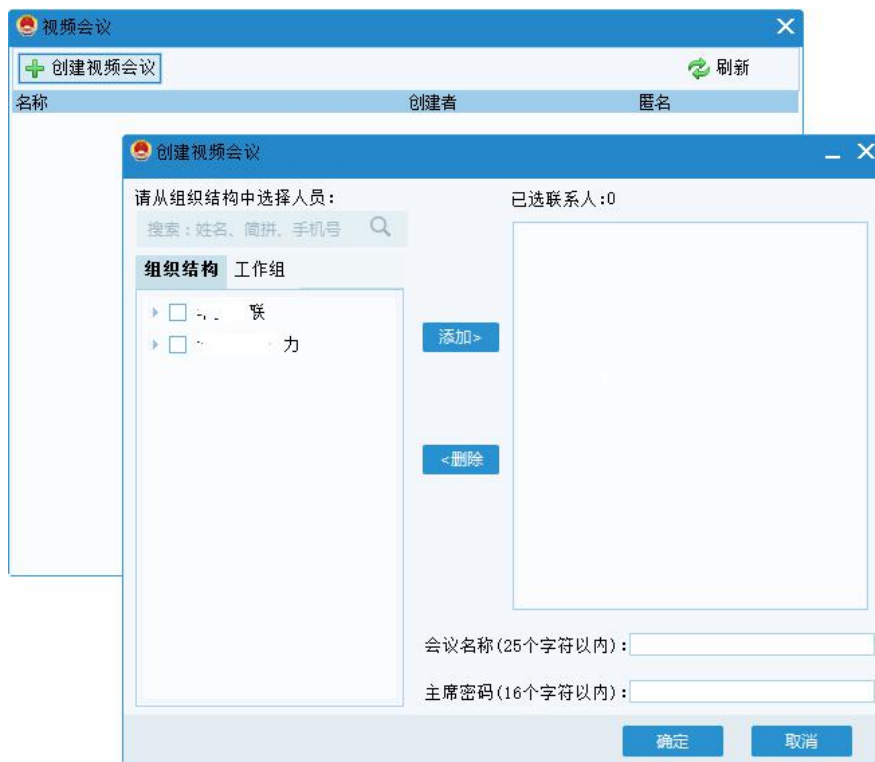 视频会议
创建视频会议
刷新
名称 创建者 匿名
创建视频会议
请从组织结构中选择人员:
已选联系人:0
搜索:姓名、简拼、手机号
组织结构 工作组
联
力
添加>
<删除
会议名称(25个字符以内):
主席密码(16个字符以内):
确定 取消